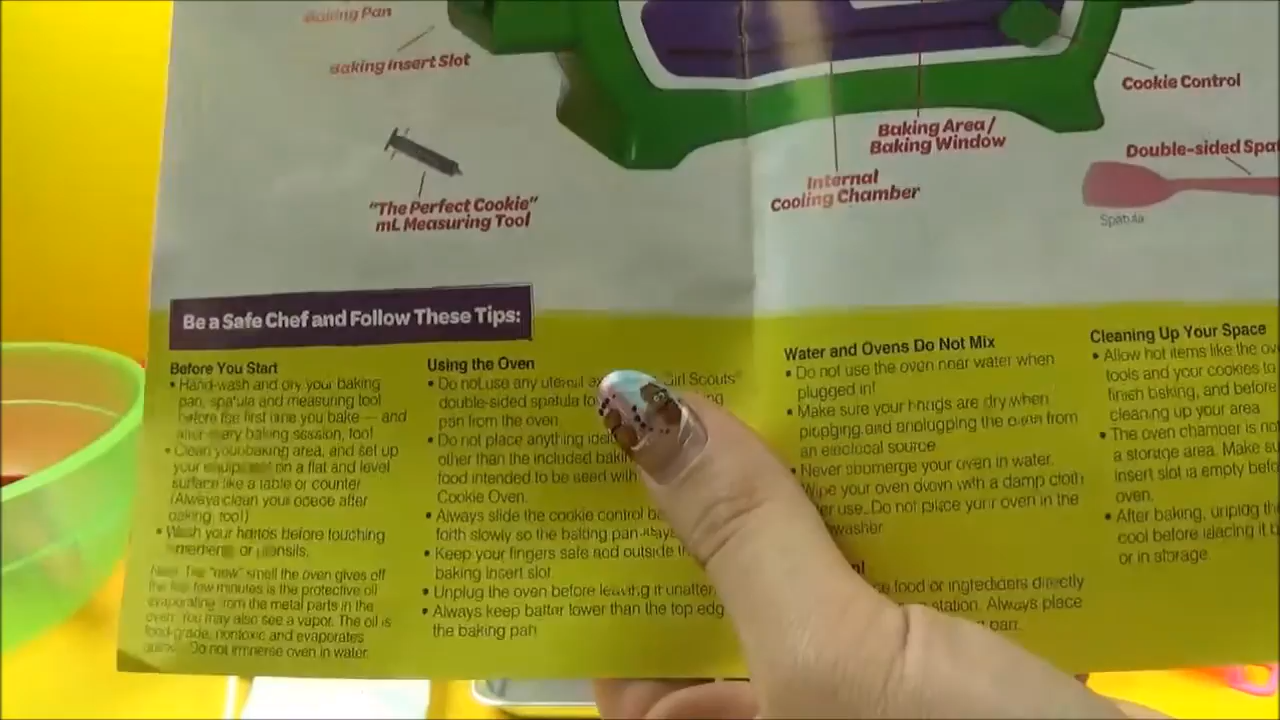 Baking Pan
Baking Insert Slot
"The Perfect Cookie"
mL Measuring Tool
Internal
Cooling Chamber
Baking Area/
Baking Window
Cookie Control
Double-sided Spat
Spatula
Be a Safe Chef and Follow These Tips:
Before You Start
• Hand-wash and dry your baking
pan, spatula and measuring tool
before the first time you bake — and
after every baking session, too!
• Clean your baking area, and set up
your equipment on a flat and level
surface like a table or counter
(Always clean your after
baking, too!)
• Wash your hands before touching
ingredients or utensils.
Note: The "new" smell the oven gives off
the first few minutes is the protective oil
evaporating from the metal parts in the
oven. You may also see a vapor. The oil is
food-grade, nontoxic and evaporates
Do not immerse oven in water.
Using the Oven
• Do not use any utensil Girl Scouts®
double-sided spatula
pan from the oven
• Do not place anything
other than the included
food intended to be used with
Cookie Oven.
• Always slide the cookie control
forth slowly so the baking pan
• Keep your fingers safe and outside
baking insert slot.
• Unplug the oven before leaving it
• Always keep batter lower than the top
the baking pan
Water and Ovens Do Not Mix
• Do not use the oven near water when
plugged in!
• Make sure your hands are dry when
plugging and unplugging the oven from
an electrical source
• Never submerge your oven in water.
Wipe your oven down with a damp cloth
use. Do not place your oven in the
food or ingredients directly
Always place
pan.
Cleaning Up Your Space
• Allow hot items like the
tools and your cookies to
finish baking, and before
cleaning up your area
• The oven chamber is not
a storage area. Make
insert slot is empty before
oven.
• After baking, unplug
cool before placing it
or in storage.